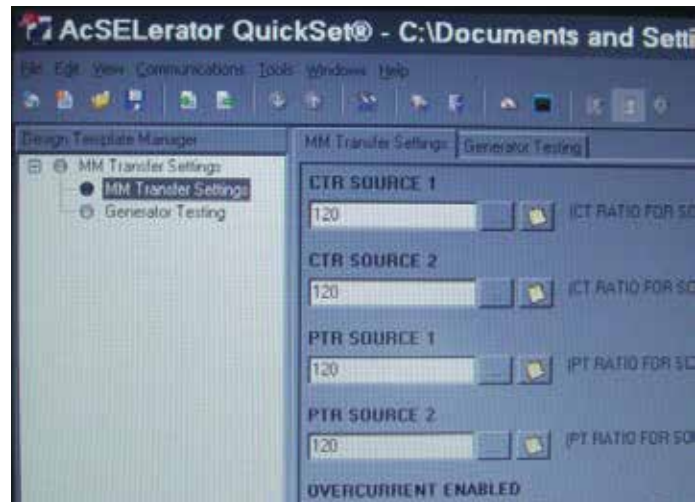 AcSELerator QuickSet® - C:\Documents and Setti
File Edit View Communications Tools Windows Help
Design Template Manager
MM Transfer Settings
MM Transfer Settings
Generator Testing
MM Transfer Settings Generator Testing
CTR SOURCE 1
120
(CT RATIO FOR SO
CTR SOURCE 2
120
(CT RATIO FOR SO
PTR SOURCE 1
120
(PT RATIO FOR SO
PTR SOURCE 2
120
(PT RATIO FOR SO
OVERCURRENT ENABLED